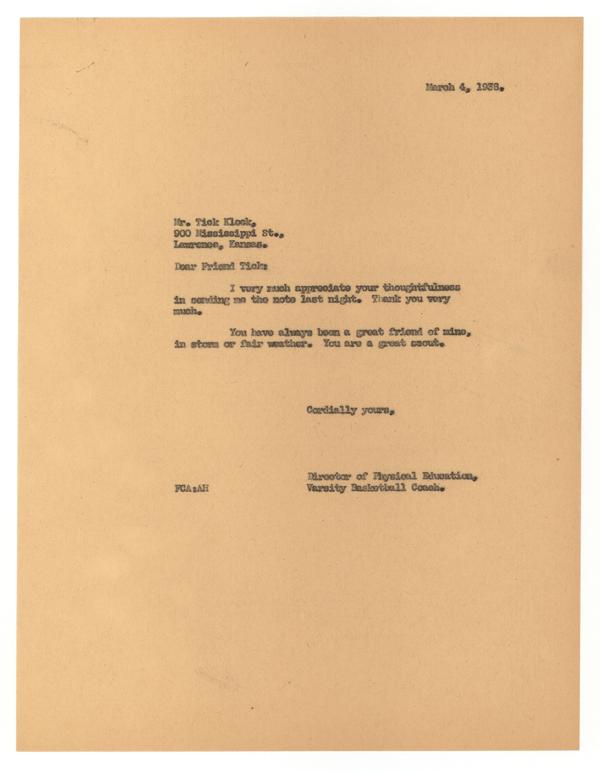 March 4, 1938.
Mr. Tick Klock,
900 Mississippi St.,
Lawrence, Kansas.
Dear Friend Tick:
I very much appreciate your thoughtfulness
in sending me the note last night. Thank you very
much.
You have always been a great friend of mine,
in storm or fair weather. You are a great scout.
Cordially yours,
Director of Physical Education,
FCA:AH Varsity Basketball Coach.